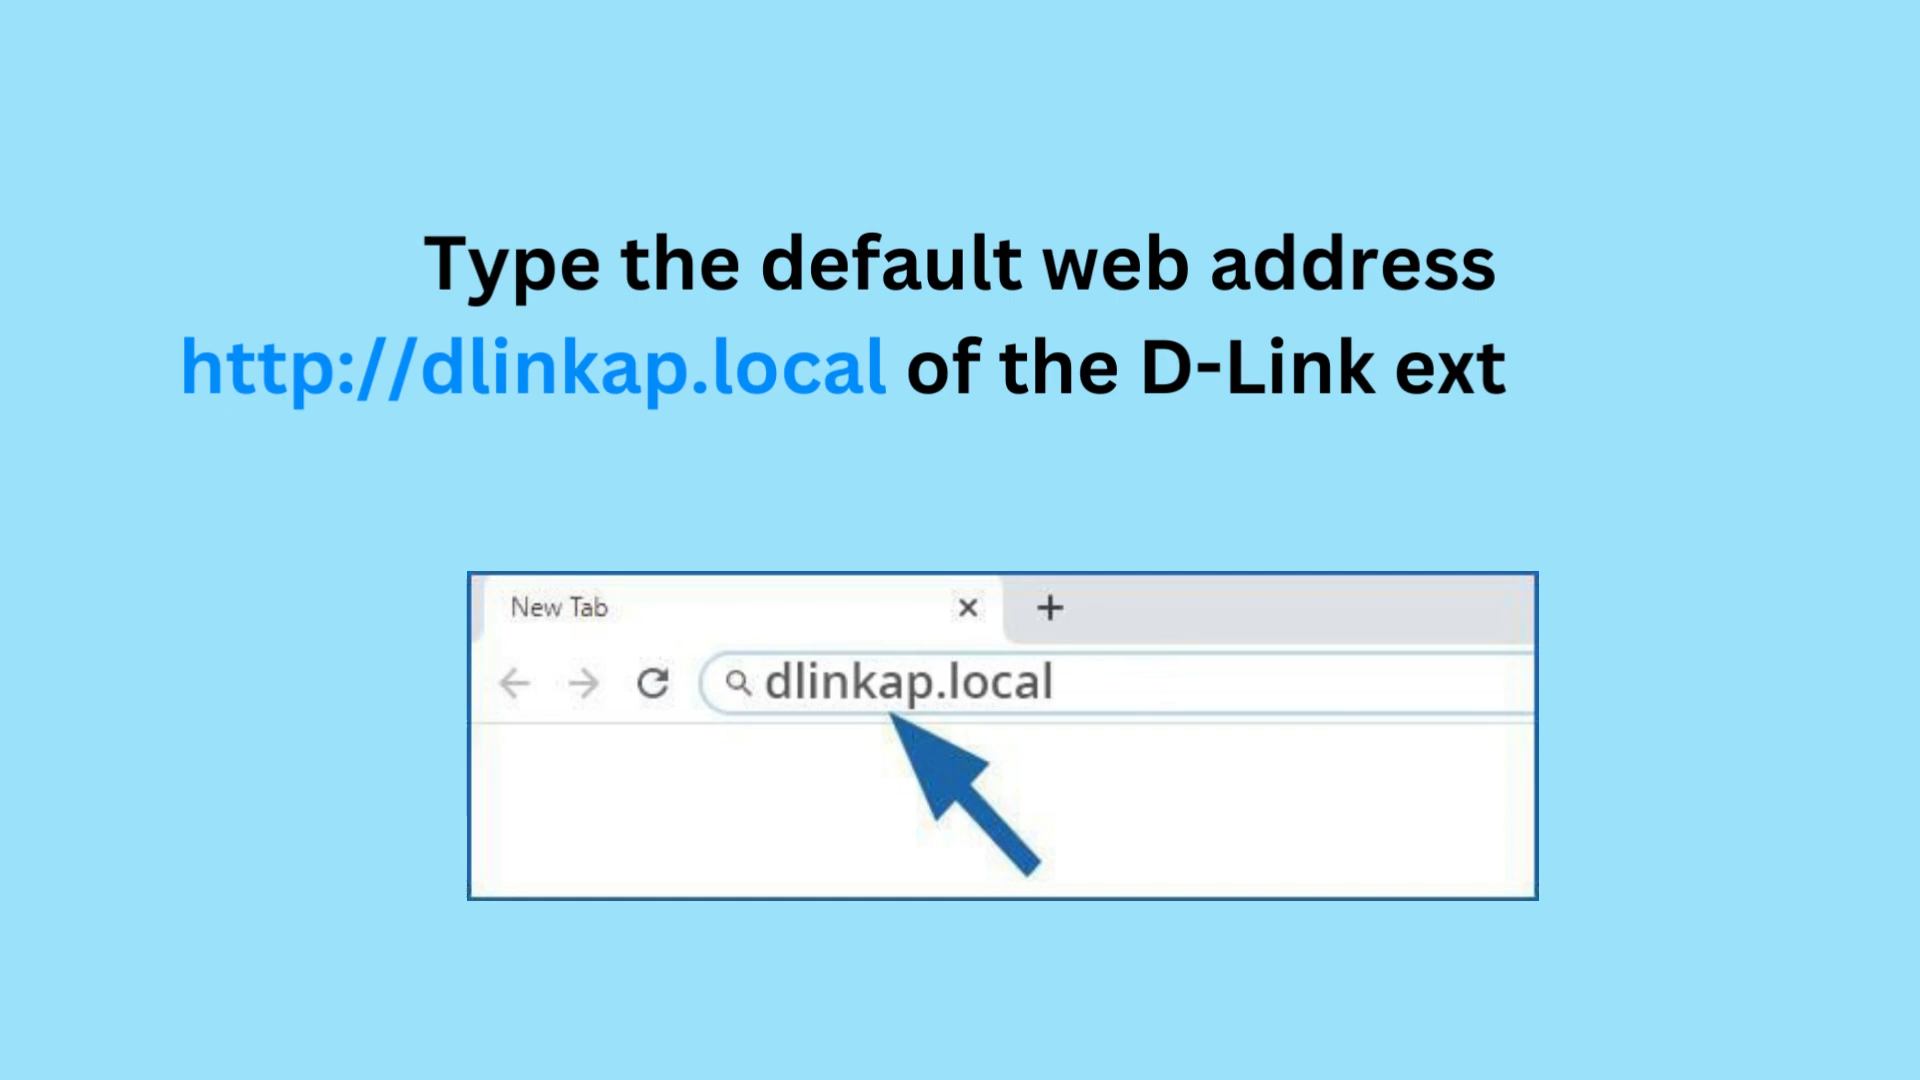 Type the default web address
http://dlinkap.local of the D-Link ext
New Tab
dlinkap.local